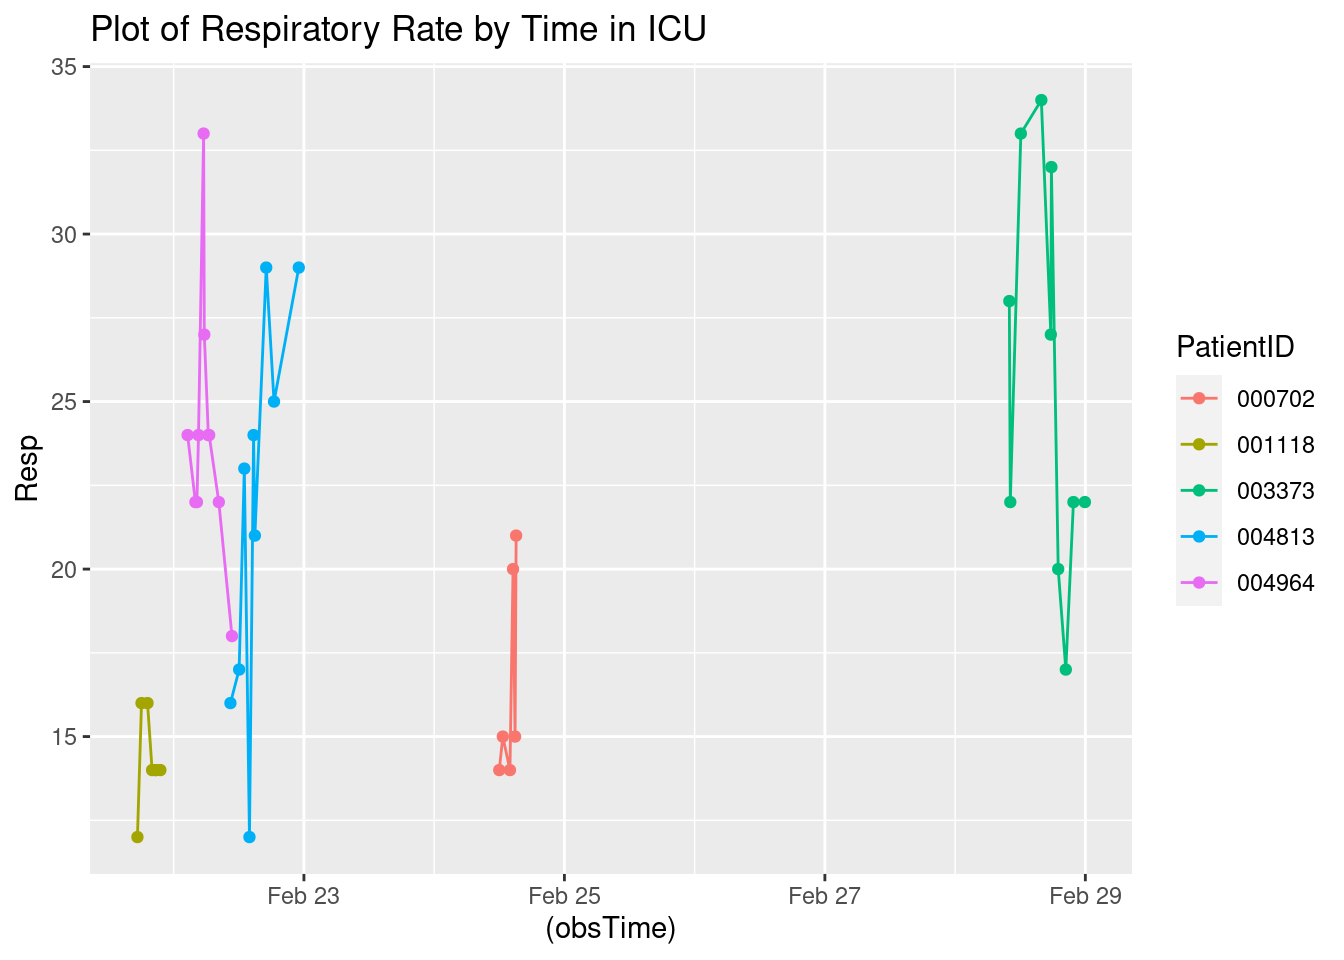 Plot of Respiratory Rate by Time in ICU
35
30
25
20
15
Resp
Feb 23 Feb 25 Feb 27 Feb 29
(obsTime)
PatientID
000702
001118
003373
004813
004964